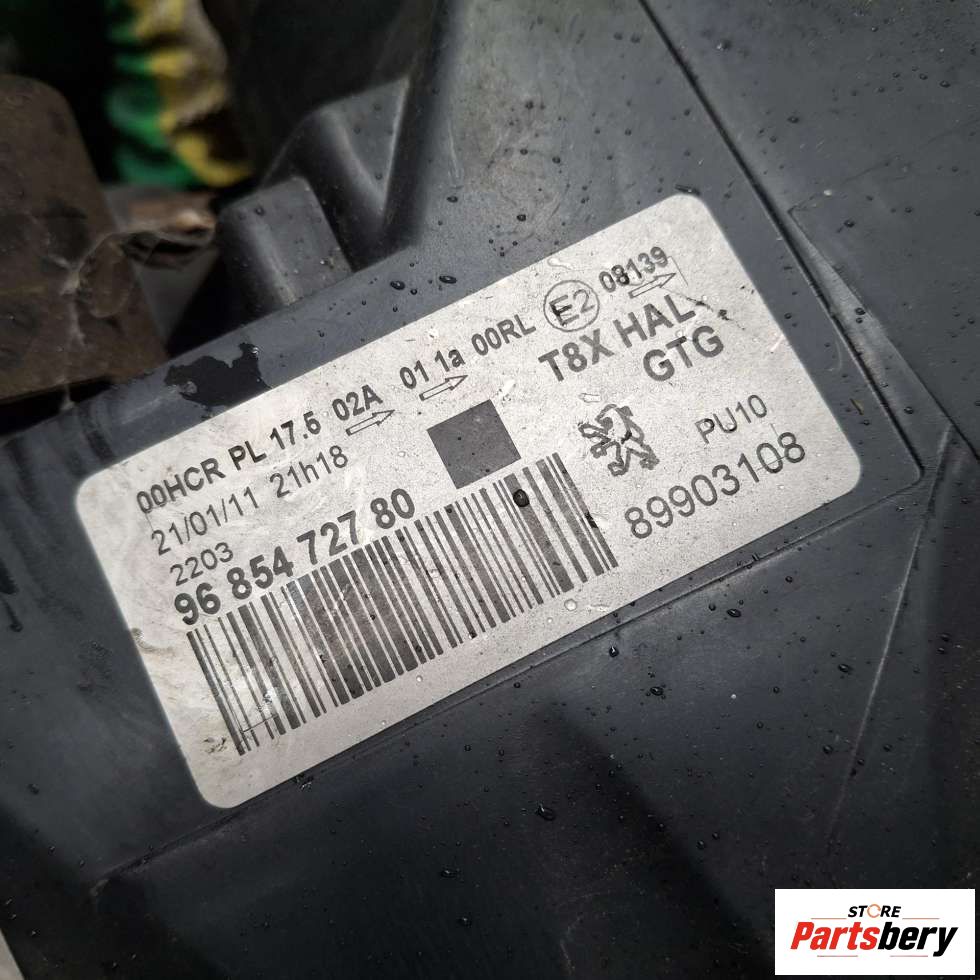 00HCR PL 17.5 02A 01 1a 00RL E2 08139
21/01/11 21h18
T8X HAL
GTG
2203
96 854 727 80
PU10
89903108
STORE
Partsbery